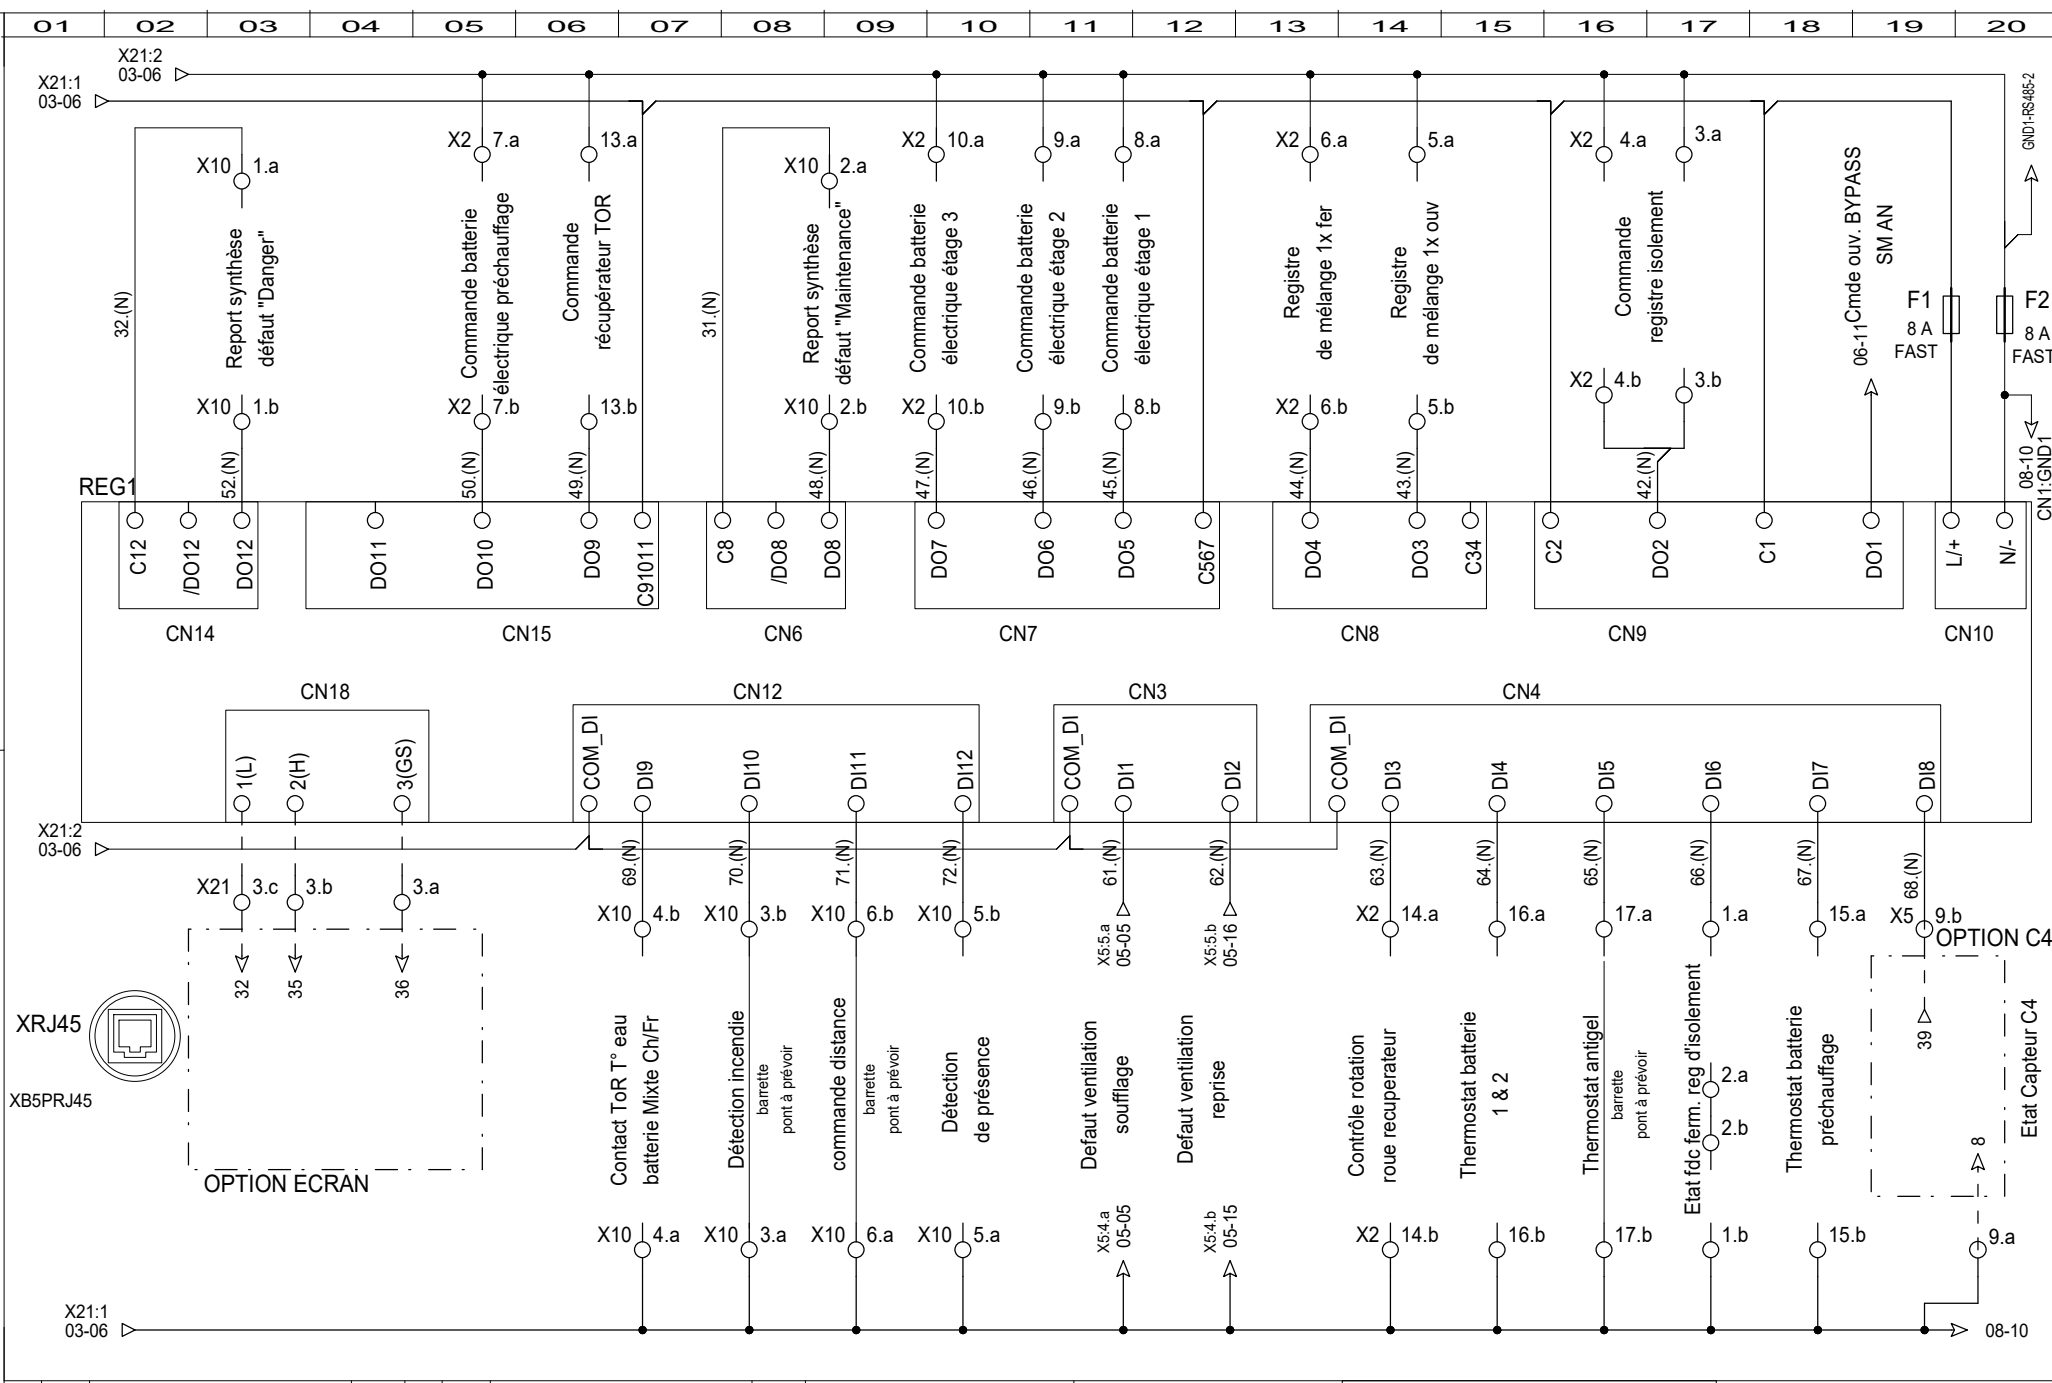 01 02 03 04 05 06 07 08 09 10 11 12 13 14 15 16 17 18 19 20
X21:2
03-06
X21:1
03-06
GND1-RS485-2
X10 1.a
X2 7.a
13.a
X10 2.a
X2 10.a
9.a
8.a
X2 6.a
5.a
X2 4.a
3.a
32.(N)
Report synthèse
défaut "Danger"
Commande batterie
électrique préchauffage
Commande
récupérateur TOR
31.(N)
Report synthèse
défaut "Maintenance"
Commande batterie
électrique étage 3
Commande batterie
électrique étage 2
Commande batterie
électrique étage 1
Registre
de mélange 1x fer
Registre
de mélange 1x ouv
Commande
registre isolement
06-11
Cmde ouv. BYPASS
SM AN
F1
8 A
FAST
F2
8 A
FAST
X10 1.b
X2 7.b
13.b
X10 2.b
X2 10.b
9.b
8.b
X2 6.b
5.b
X2 4.b
3.b
08-10
CN1:GND1
52.(N)
50.(N)
49.(N)
48.(N)
47.(N)
46.(N)
45.(N)
44.(N)
43.(N)
42.(N)
REG1
C12
/DO12
DO12
DO11
DO10
DO9
C91011
C8
/DO8
DO8
DO7
DO6
DO5
C567
DO4
DO3
C34
C2
DO2
C1
DO1
L/+
N/-
CN14
CN15
CN6
CN7
CN8
CN9
CN10
CN18
CN12
CN3
CN4
1(L)
2(H)
3(GS)
COM_DI
DI9
DI10
DI11
DI12
COM_DI
DI1
DI2
COM_DI
DI3
DI4
DI5
DI6
DI7
DI8
X21:2
03-06
69.(N)
70.(N)
71.(N)
72.(N)
61.(N)
62.(N)
63.(N)
64.(N)
65.(N)
66.(N)
67.(N)
68.(N)
X21 3.c
3.b
3.a
X10 4.b
X10 3.b
X10 6.b
X10 5.b
X5:5.a
05-05
X5:5.b
05-16
X2 14.a
16.a
17.a
1.a
15.a
X5 9.b
OPTION C4
32
35
36
XRJ45
XB5PRJ45
OPTION ECRAN
Contact ToR T° eau
batterie Mixte Ch/Fr
Détection incendie
barrette
pont à prévoir
commande distance
barrette
pont à prévoir
Détection
de présence
Defaut ventilation
soufflage
Defaut ventilation
reprise
Contrôle rotation
roue recuperateur
Thermostat batterie
1 & 2
Thermostat antigel
barrette
pont à prévoir
Etat fdc ferm. reg d'isolement
2.a
2.b
Thermostat batterie
préchauffage
39
8
Etat Capteur C4
X10 4.a
X10 3.a
X10 6.a
X10 5.a
X5:4.a
05-05
X5:4.b
05-15
X2 14.b
16.b
17.b
1.b
15.b
9.a
X21:1
03-06
08-10